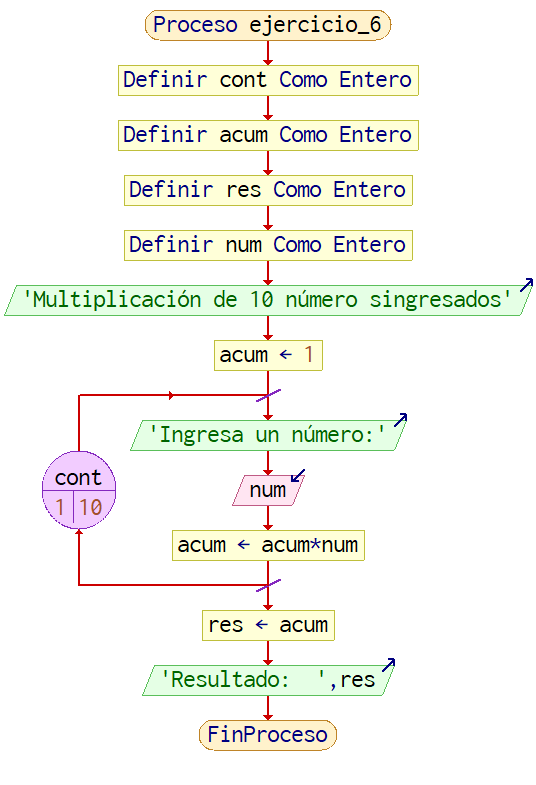 Proceso ejercicio_6
Definir cont Como Entero
Definir acum Como Entero
Definir res Como Entero
Definir num Como Entero
'Multiplicación de 10 número singresados'
acum ← 1
'Ingresa un número:'
cont
1 10
num
acum ← acum*num
res ← acum
'Resultado:  ',res
FinProceso